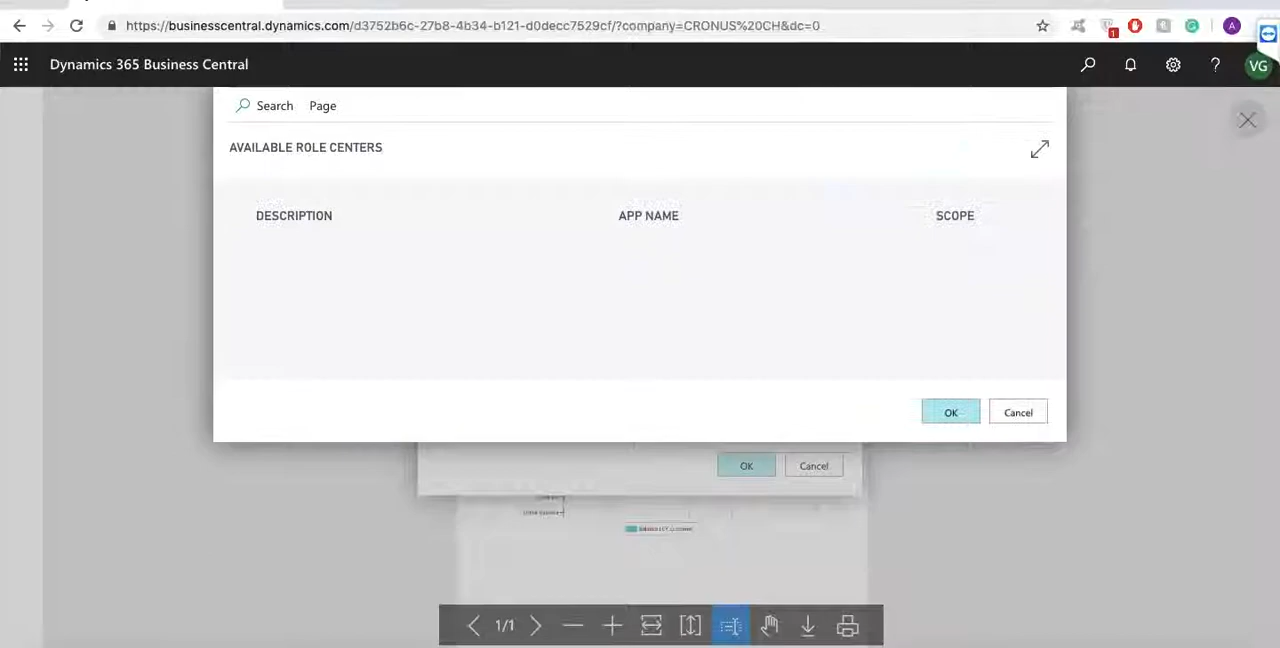 https://businesscentral.dynamics.com/d3752b6c-27b8-4b34-b121-d0decc7529cf/?company=CRONUS%20CH&dc=0
1
A
Dynamics 365 Business Central
?
VG
Search Page
AVAILABLE ROLE CENTERS
DESCRIPTION APP NAME SCOPE
OK Cancel
OK Cancel
1/1